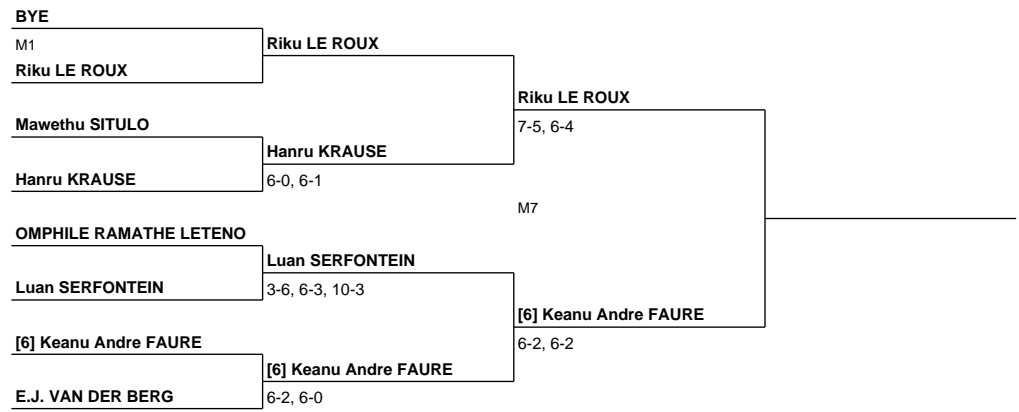 BYE
M1
Riku LE ROUX
Riku LE ROUX
Riku LE ROUX
7-5, 6-4
Mawethu SITULO
Hanru KRAUSE
Hanru KRAUSE
6-0, 6-1
M7
OMPHILE RAMATHE LETENO
Luan SERFONTEIN
Luan SERFONTEIN
3-6, 6-3, 10-3
[6] Keanu Andre FAURE
6-2, 6-2
[6] Keanu Andre FAURE
[6] Keanu Andre FAURE
E.J. VAN DER BERG
6-2, 6-0